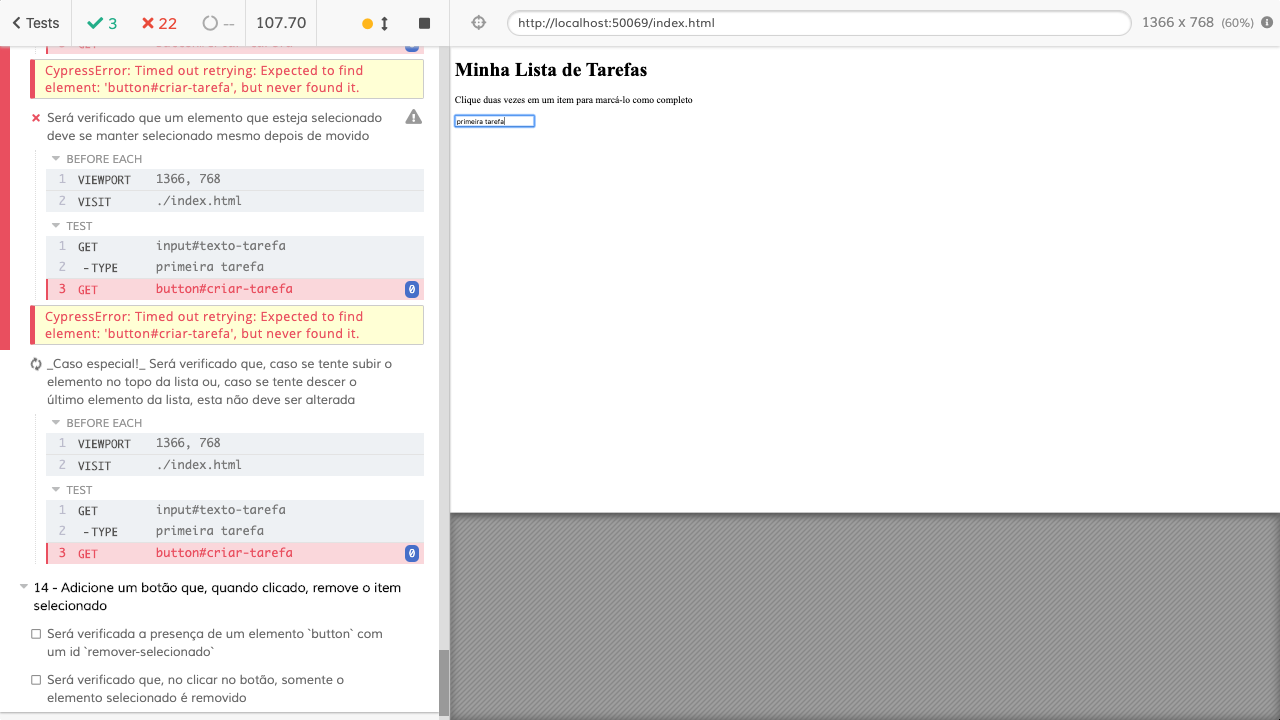 Tests
3
22
--
107.70
http://localhost:50069/index.html
1366 x 768 (60%)
3 GET button#criar-tarefa 0
CypressError: Timed out retrying: Expected to find
element: 'button#criar-tarefa', but never found it.
Será verificado que um elemento que esteja selecionado
deve se manter selecionado mesmo depois de movido
BEFORE EACH
1 VIEWPORT 1366, 768
2 VISIT ./index.html
TEST
1 GET input#texto-tarefa
2 -TYPE primeira tarefa
3 GET button#criar-tarefa 0
CypressError: Timed out retrying: Expected to find
element: 'button#criar-tarefa', but never found it.
_Caso especial!_ Será verificado que, caso se tente subir o
elemento no topo da lista ou, caso se tente descer o
último elemento da lista, esta não deve ser alterada
BEFORE EACH
1 VIEWPORT 1366, 768
2 VISIT ./index.html
TEST
1 GET input#texto-tarefa
2 -TYPE primeira tarefa
3 GET button#criar-tarefa 0
14 - Adicione um botão que, quando clicado, remove o item
selecionado
Será verificada a presença de um elemento `button` com
um id `remover-selecionado`
Será verificado que, no clicar no botão, somente o
elemento selecionado é removido
Minha Lista de Tarefas
Clique duas vezes em um item para marcá-lo como completo
primeira tarefa